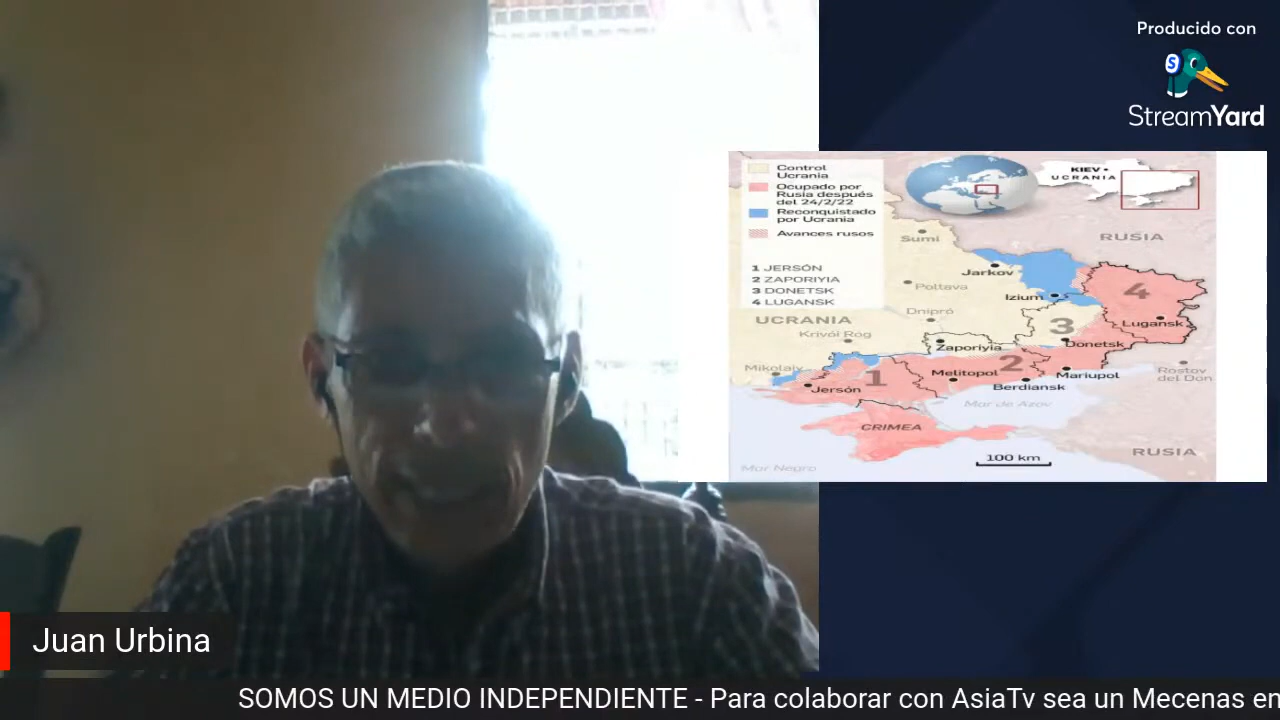 Producido con
S
StreamYard
Control
Ucrania
Ocupado por
Rusia después
del 24/2/22
Reconquistado
por Ucrania
Avances rusos
1 JERSÓN
2 ZAPORIYIA
3 DONETSK
4 LUGANSK
KIEV
UCRANIA
RUSIA
Sumi
Jarkov
Poltava
Izium
4
Dnipró
UCRANIA
3
Lugansk
Krivói Rog
Zaporiyia
Donetsk
2
Mikolaiv
1
Melitopol
Mariupol
Rostov
del Don
Jersón
Berdiansk
Mar de Azov
CRIMEA
RUSIA
100 km
Mar Negro
Juan Urbina
SOMOS UN MEDIO INDEPENDIENTE - Para colaborar con AsiaTv sea un Mecenas en